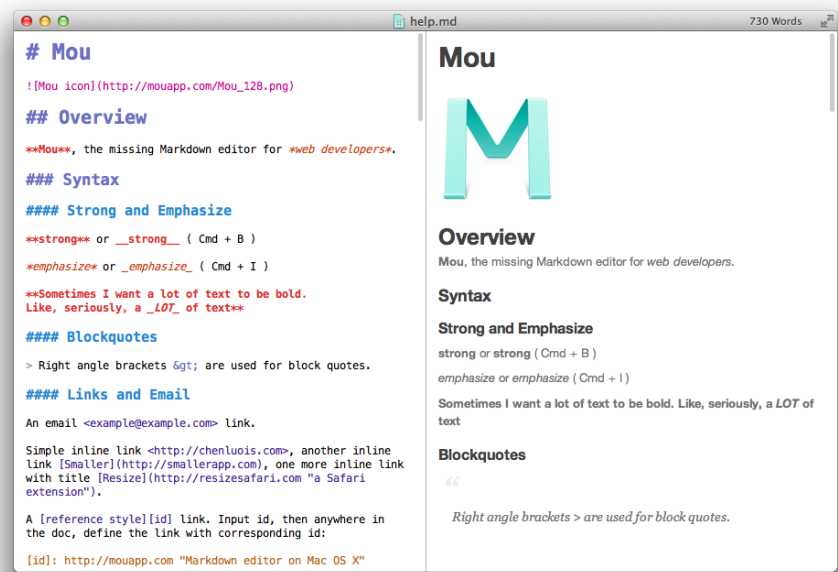 help.md
730 Words
# Mou
![Mou icon](http://mouapp.com/Mou_128.png)
## Overview
**Mou**, the missing Markdown editor for *web developers*.
### Syntax
#### Strong and Emphasize
**strong** or __strong__ ( Cmd + B )
*emphasize* or _emphasize_ ( Cmd + I )
**Sometimes I want a lot of text to be bold.
Like, seriously, a _LOT_ of text**
#### Blockquotes
> Right angle brackets &gt; are used for block quotes.
#### Links and Email
An email <example@example.com> link.
Simple inline link <http://chenluois.com>, another inline
link [Smaller](http://smallerapp.com), one more inline link
with title [Resize](http://resizesafari.com "a Safari
extension").
A [reference style][id] link. Input id, then anywhere in
the doc, define the link with corresponding id:
[id]: http://mouapp.com "Markdown editor on Mac OS X"
Mou
M
Overview
Mou, the missing Markdown editor for web developers.
Syntax
Strong and Emphasize
strong or strong ( Cmd + B )
emphasize or emphasize ( Cmd + I )
Sometimes I want a lot of text to be bold. Like, seriously, a LOT of
text
Blockquotes
“
Right angle brackets > are used for block quotes.